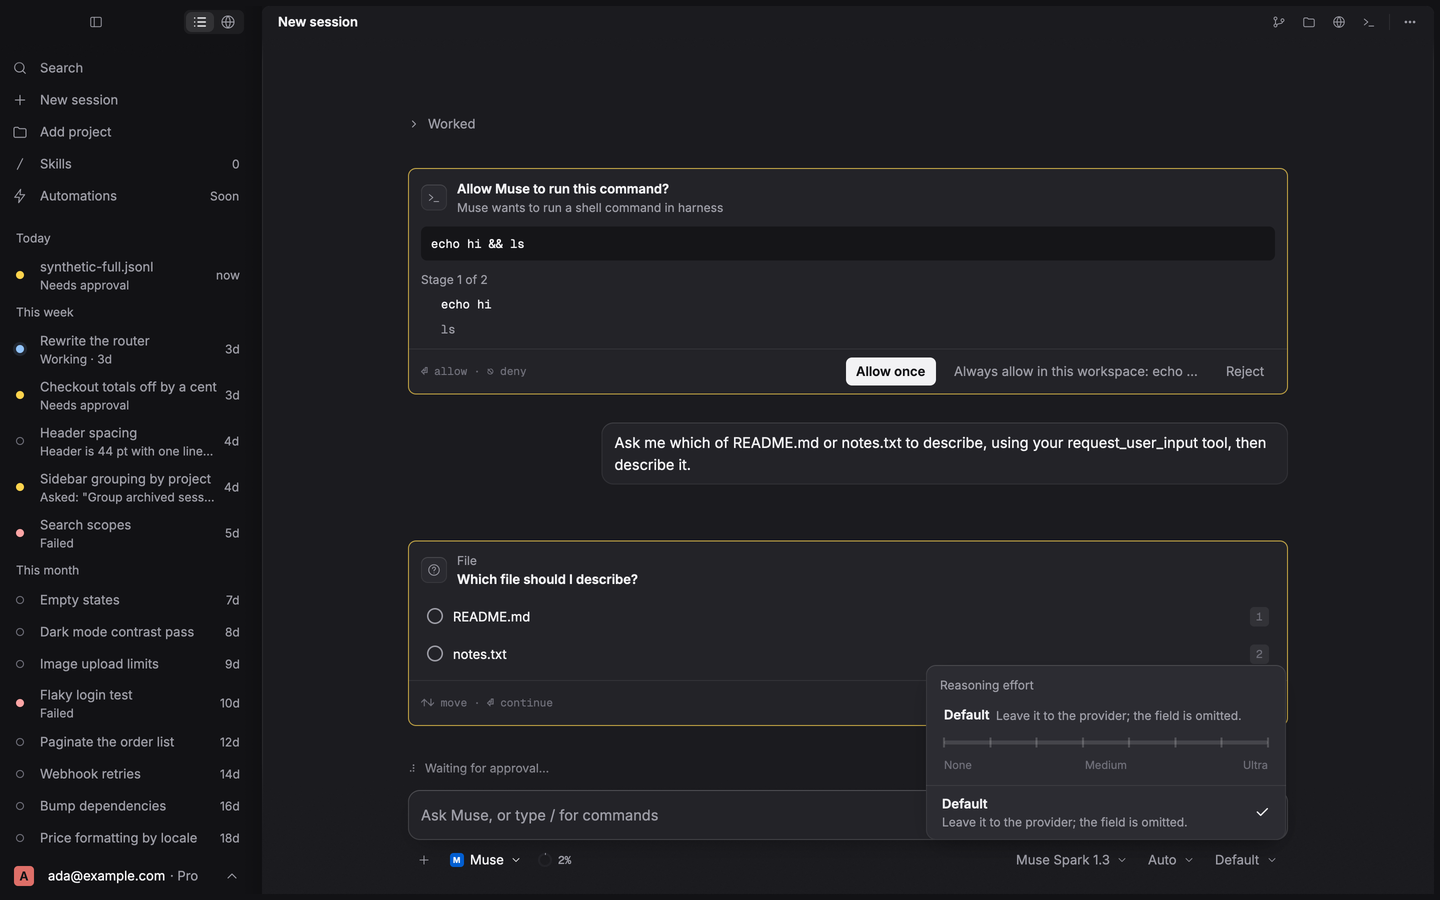 New session
Search
New session
Add project
Skills 0
Automations Soon
Today
synthetic-full.jsonl
Needs approval
now
This week
Rewrite the router
Working · 3d
3d
Checkout totals off by a cent
Needs approval
3d
Header spacing
Header is 44 pt with one line...
4d
Sidebar grouping by project
Asked: "Group archived sess...
4d
Search scopes
Failed
5d
This month
Empty states 7d
Dark mode contrast pass 8d
Image upload limits 9d
Flaky login test
Failed
10d
Paginate the order list 12d
Webhook retries 14d
Bump dependencies 16d
Price formatting by locale 18d
A ada@example.com · Pro
Worked
Allow Muse to run this command?
Muse wants to run a shell command in harness
echo hi && ls
Stage 1 of 2
echo hi
ls
allow · deny
Allow once
Always allow in this workspace: echo ...
Reject
Ask me which of README.md or notes.txt to describe, using your request_user_input tool, then
describe it.
File
Which file should I describe?
README.md 1
notes.txt 2
↑↓ move · continue
Reasoning effort
Default Leave it to the provider; the field is omitted.
None Medium Ultra
Default
Leave it to the provider; the field is omitted.
Waiting for approval...
Ask Muse, or type / for commands
M Muse 2%
Muse Spark 1.3 Auto Default